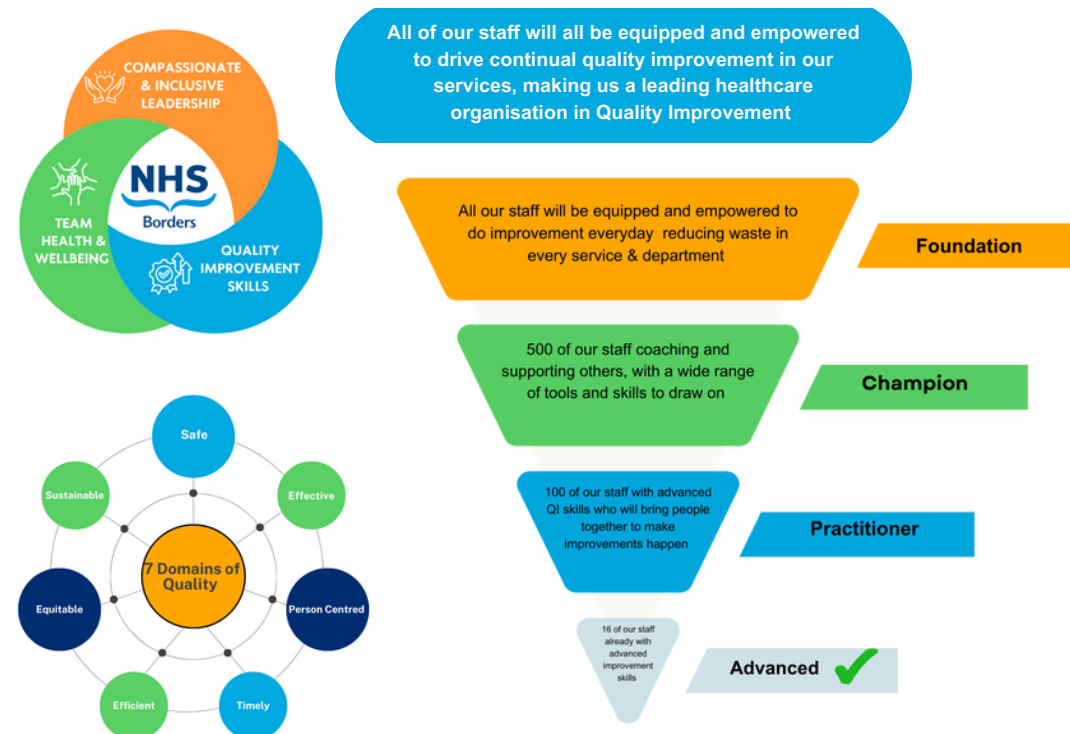 All of our staff will all be equipped and empowered
to drive continual quality improvement in our
services, making us a leading healthcare
organisation in Quality Improvement
COMPASSIONATE
& INCLUSIVE
LEADERSHIP
NHS
Borders
TEAM
HEALTH &
WELLBEING
QUALITY
IMPROVEMENT
SKILLS
All our staff will be equipped and empowered to
do improvement everyday reducing waste in
every service & department
Foundation
500 of our staff coaching and
supporting others, with a wide range
of tools and skills to draw on
Champion
100 of our staff with advanced
QI skills who will bring people
together to make
improvements happen
Practitioner
16 of our staff
already with
advanced
improvement
skills
Advanced
7 Domains of
Quality
Safe
Effective
Person Centred
Timely
Efficient
Equitable
Sustainable